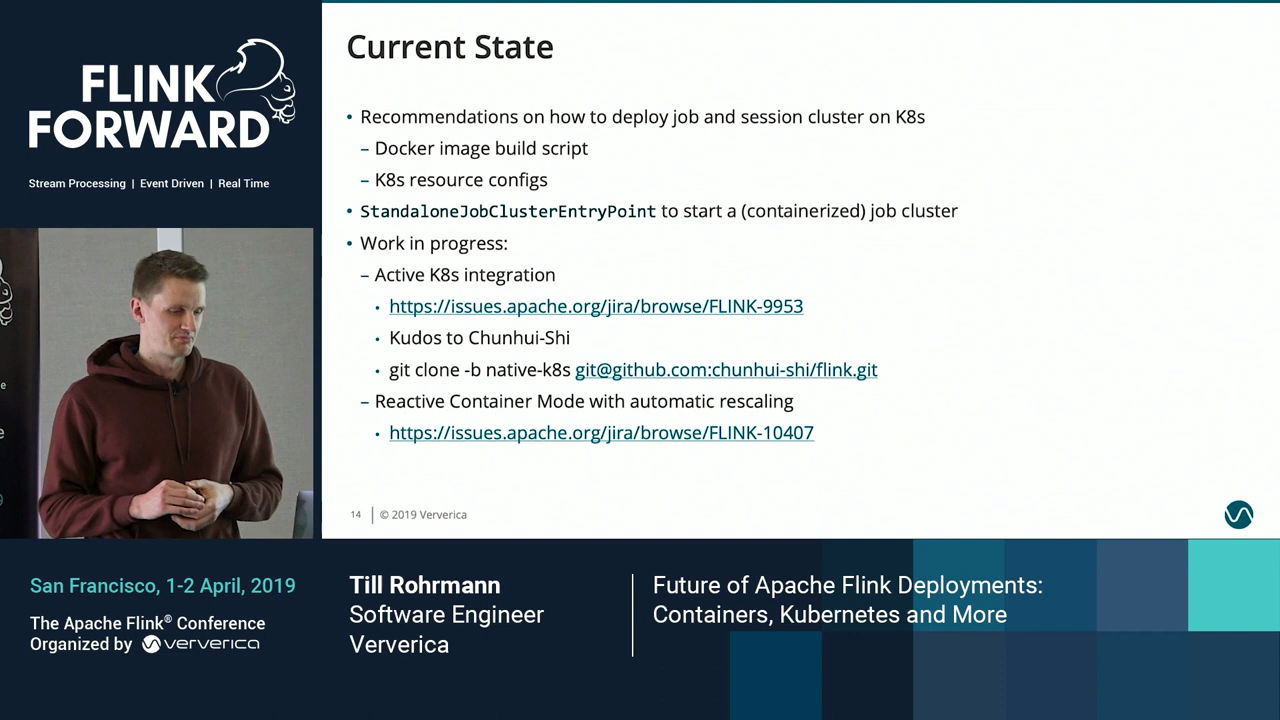 FLINK
FORWARD
Stream Processing | Event Driven | Real Time
Current State
• Recommendations on how to deploy job and session cluster on K8s
– Docker image build script
– K8s resource configs
• StandaloneJobClusterEntryPoint to start a (containerized) job cluster
• Work in progress:
– Active K8s integration
• https://issues.apache.org/jira/browse/FLINK-9953
• Kudos to Chunhui-Shi
• git clone -b native-k8s git@github.com:chunhui-shi/flink.git
– Reactive Container Mode with automatic rescaling
• https://issues.apache.org/jira/browse/FLINK-10407
14 | © 2019 Ververica
San Francisco, 1-2 April, 2019
The Apache Flink® Conference
Organized by ververica
Till Rohrmann
Software Engineer
Ververica
Future of Apache Flink Deployments:
Containers, Kubernetes and More